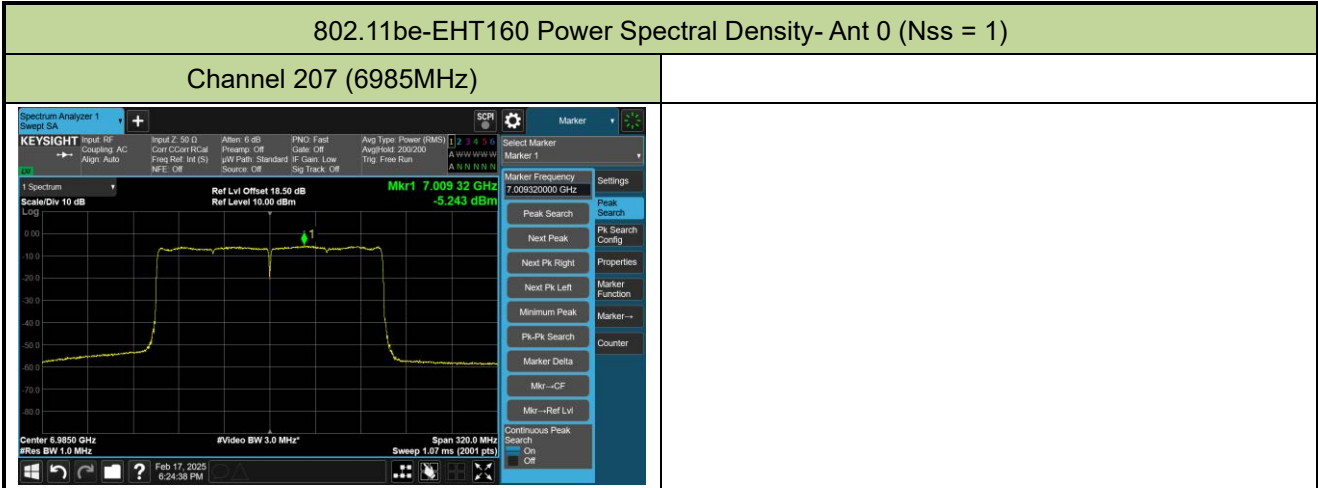 802.11be-EHT160 Power Spectral Density- Ant 0 (Nss = 1)
Channel 207 (6985MHz)
Spectrum Analyzer 1
Swept SA
+
SCPI
Marker
KEYSIGHT
Input: RF
Coupling: AC
Align: Auto
Input Z: 50 Ω
Corr CCorr RCal
Freq Ref: Int (S)
NFE: Off
Atten: 6 dB
Preamp: Off
µW Path: Standard
Source: Off
PNO: Fast
Gate: Off
IF Gain: Low
Sig Track: Off
Avg Type: Power (RMS)
Avg|Hold: 200/200
Trig: Free Run
1 2 3 4 5 6
A W W W W W
A N N N N N
Select Marker
Marker 1
1 Spectrum
Scale/Div 10 dB
Log
Ref Lvl Offset 18.50 dB
Ref Level 10.00 dBm
Mkr1 7.009 32 GHz
-5.243 dBm
1
0.00
-10.0
-20.0
-30.0
-40.0
-50.0
-60.0
-70.0
-80.0
Center 6.9850 GHz
#Res BW 1.0 MHz
#Video BW 3.0 MHz*
Span 320.0 MHz
Sweep 1.07 ms (2001 pts)
Marker Frequency
7.009320000 GHz
Peak Search
Next Peak
Next Pk Right
Next Pk Left
Minimum Peak
Pk-Pk Search
Marker Delta
Mkr→CF
Mkr→Ref Lvl
Continuous Peak
Search
On
Off
Settings
Peak
Search
Pk Search
Config
Properties
Marker
Function
Marker→
Counter
?
Feb 17, 2025
6:24:38 PM